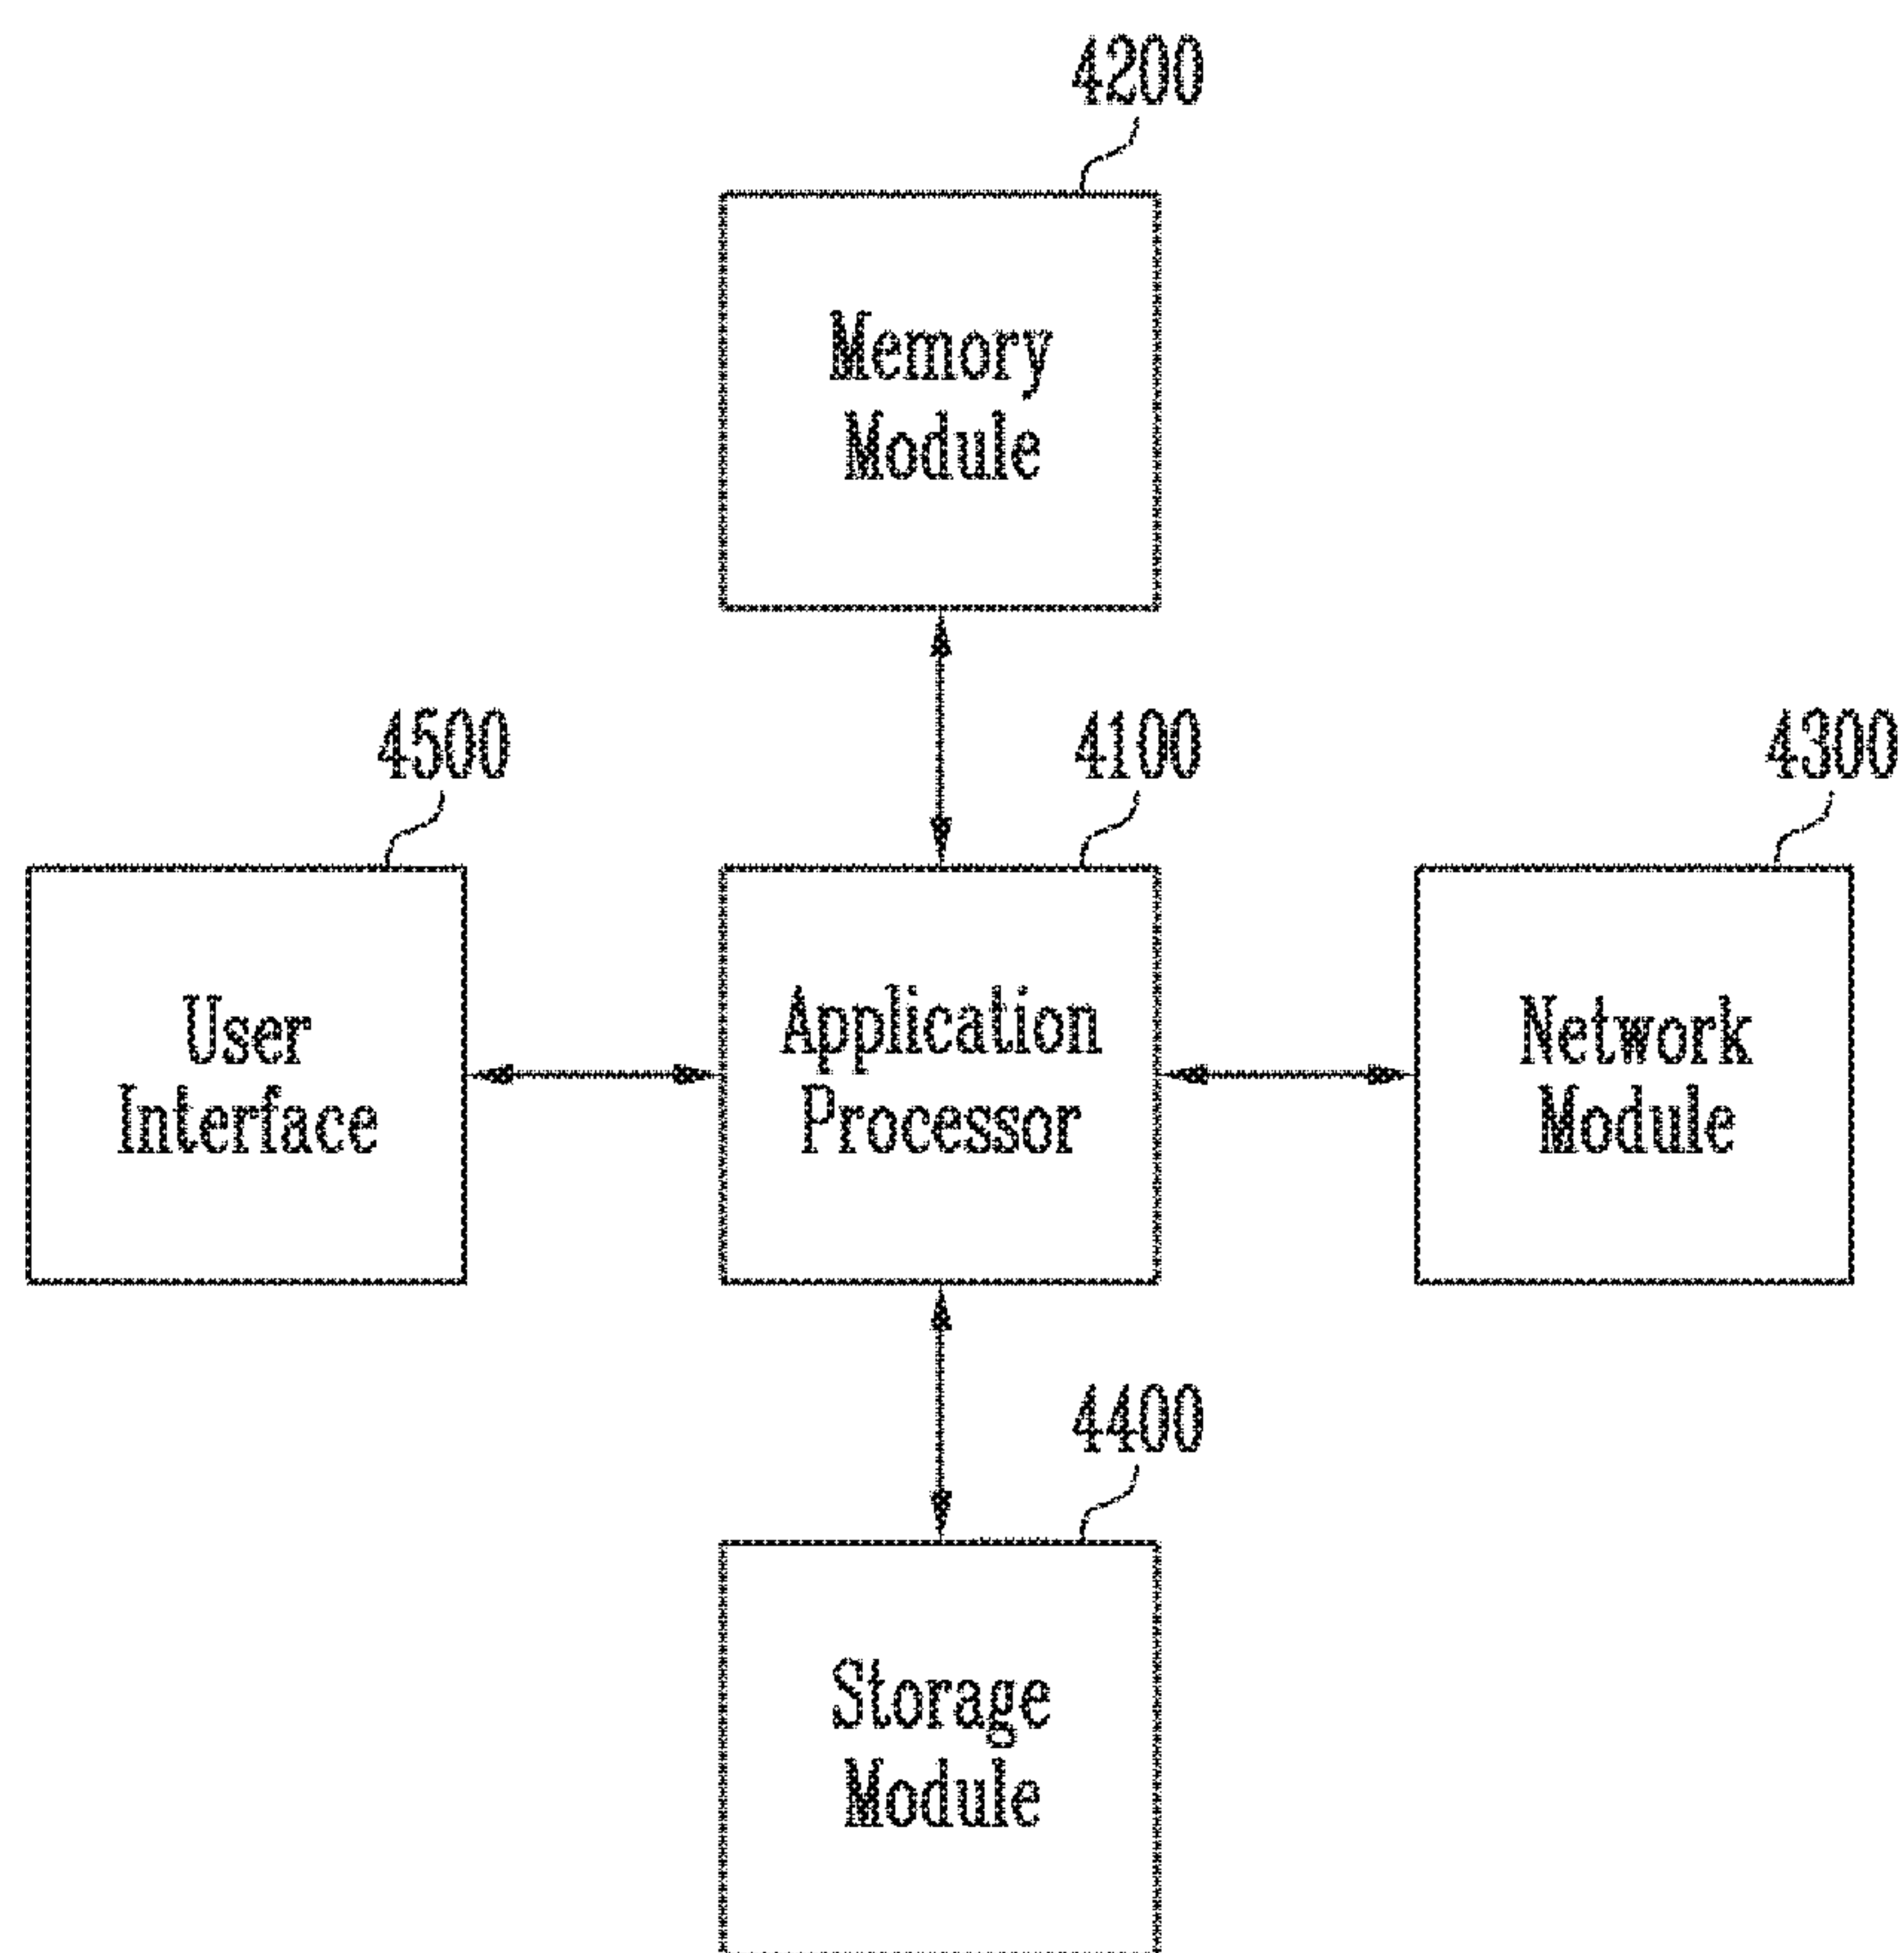 4200
Memory
Module
4500
4100
4300
User
Interface
Application
Processor
Network
Module
4400
Storage
Module